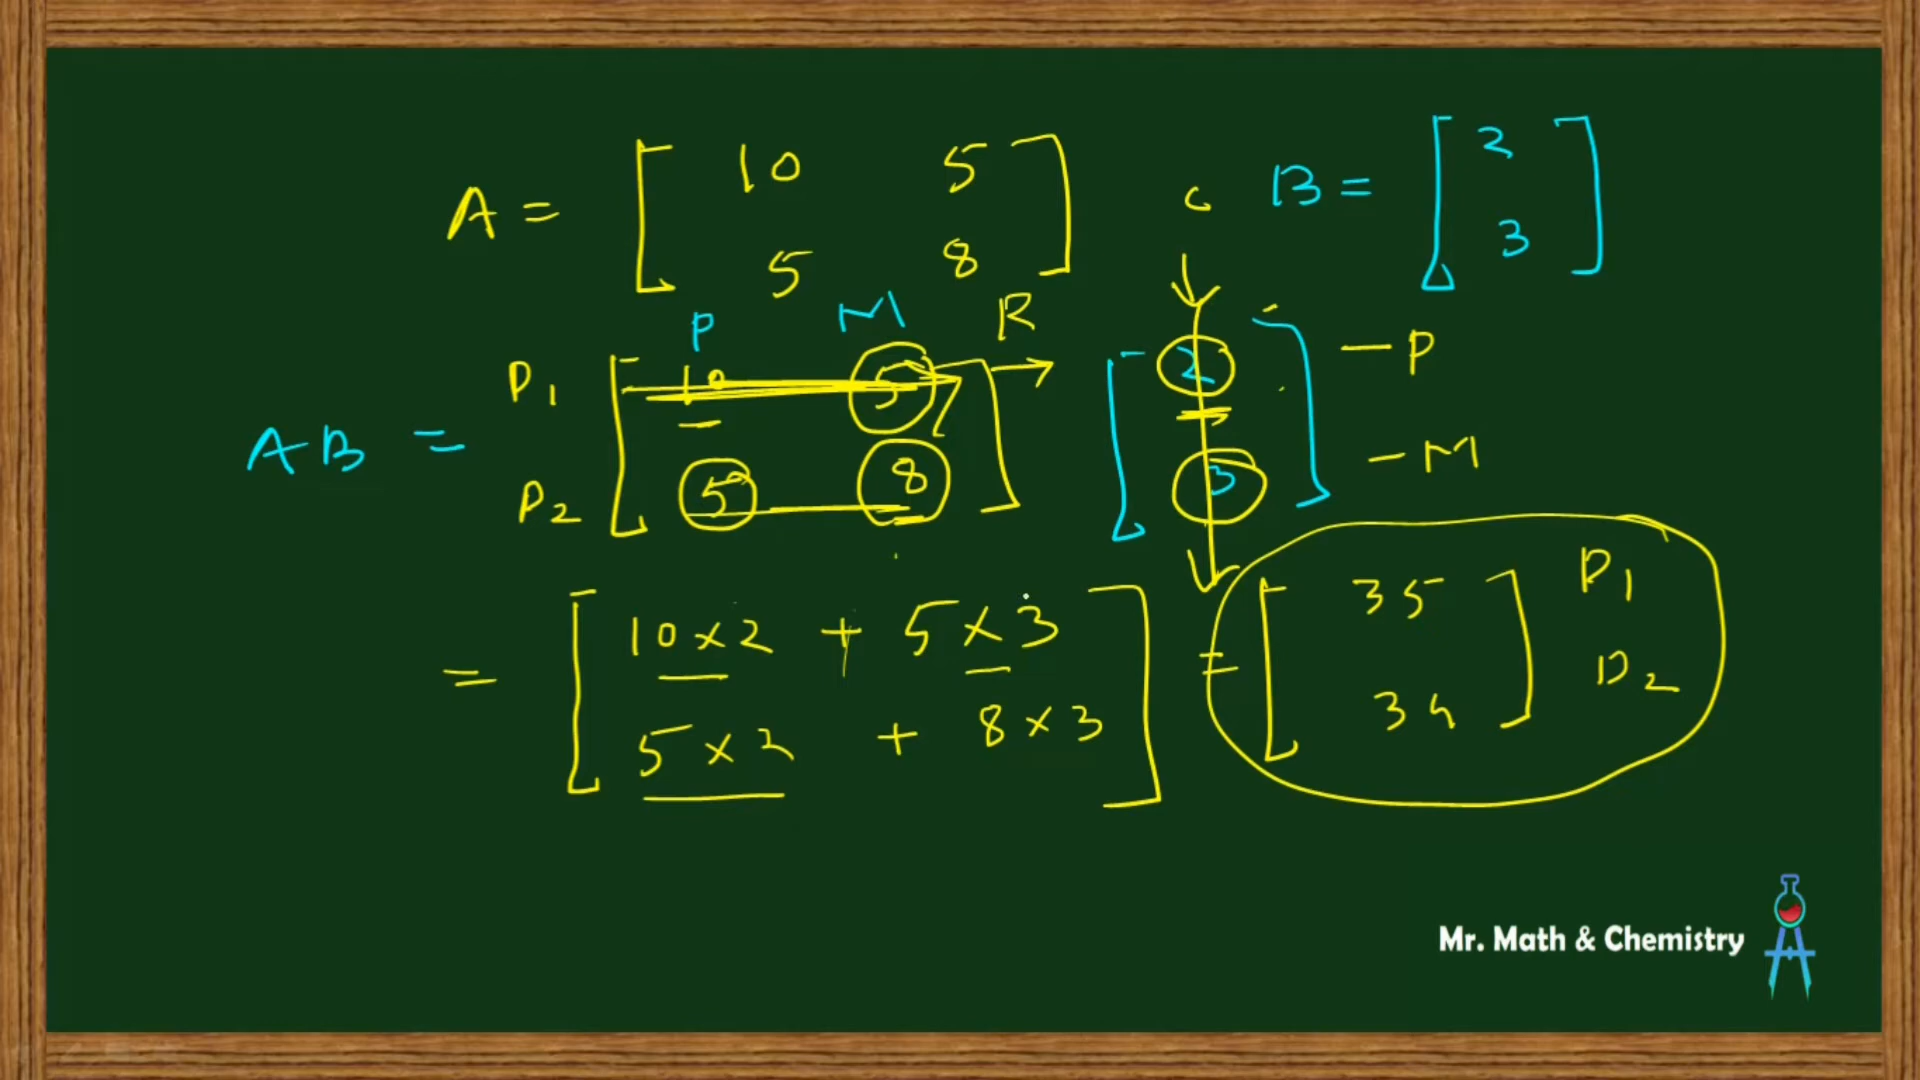 A = [ 10 5 ] , B = [ 2 ]
5 8 3
P M R
P1 [ 10 5 ] [ 2 ] - P
AB =
P2 5 8 3 - M
= [ 10 × 2 + 5 × 3 ] = [ 35 ] P1
5 × 2 + 8 × 3 34 P2
Mr. Math & Chemistry